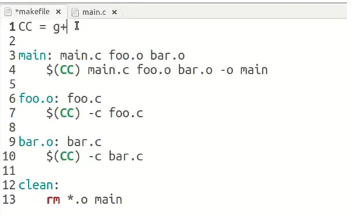 *makefile × main.c ×
1 CC = g+
2
3 main: main.c foo.o bar.o
4 $(CC) main.c foo.o bar.o -o main
5
6 foo.o: foo.c
7 $(CC) -c foo.c
8
9 bar.o: bar.c
10 $(CC) -c bar.c
11
12 clean:
13 rm *.o main